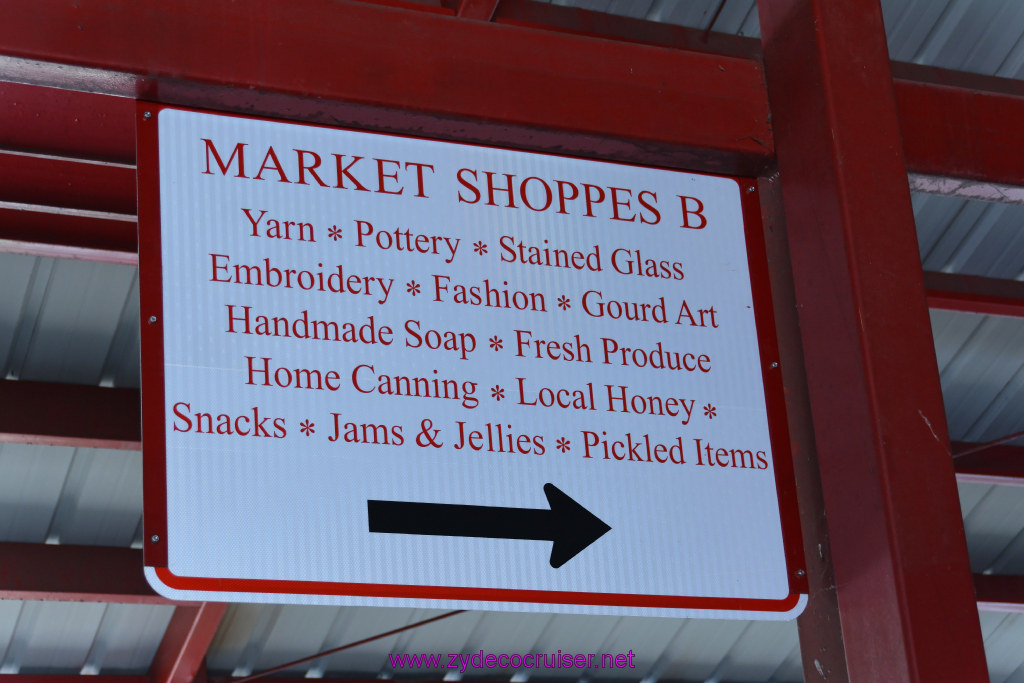 MARKET SHOPPES B
Yarn * Pottery * Stained Glass
Embroidery * Fashion * Gourd Art
Handmade Soap * Fresh Produce
Home Canning * Local Honey *
Snacks * Jams & Jellies * Pickled Items
www.zydecocruiser.net